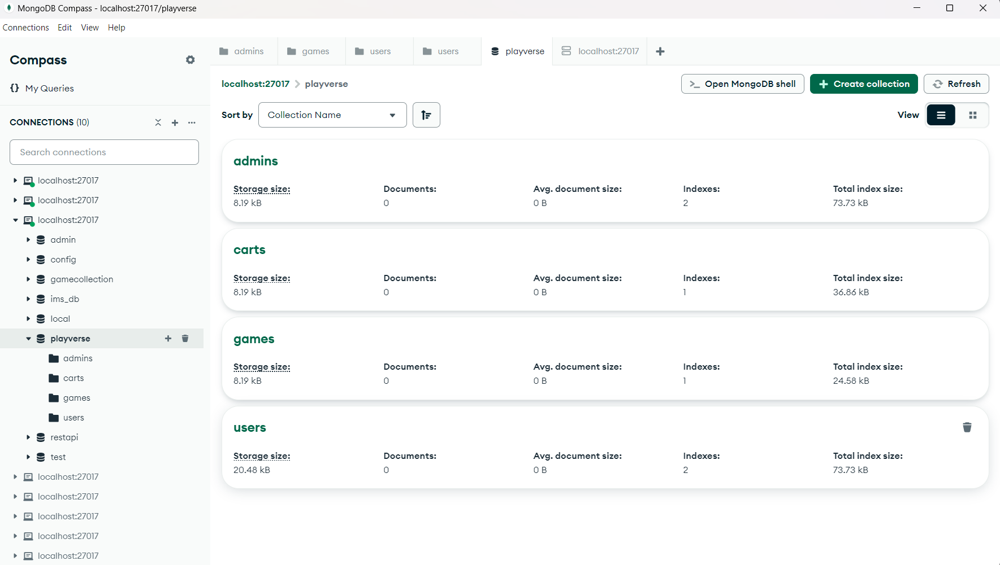 MongoDB Compass - localhost:27017/playverse
Connections Edit View Help
Compass
{} My Queries
CONNECTIONS (10)
Search connections
localhost:27017
localhost:27017
localhost:27017
admin
config
gamecollection
ims_db
local
playverse
admins
carts
games
users
restapi
test
localhost:27017
localhost:27017
localhost:27017
localhost:27017
localhost:27017
admins games users users playverse localhost:27017
localhost:27017 playverse
>_ Open MongoDB shell Create collection Refresh
Sort by Collection Name View
admins
Storage size: Documents: Avg. document size: Indexes: Total index size:
8.19 kB 0 0 B 2 73.73 kB
carts
Storage size: Documents: Avg. document size: Indexes: Total index size:
8.19 kB 0 0 B 1 36.86 kB
games
Storage size: Documents: Avg. document size: Indexes: Total index size:
8.19 kB 0 0 B 1 24.58 kB
users
Storage size: Documents: Avg. document size: Indexes: Total index size:
20.48 kB 0 0 B 2 73.73 kB